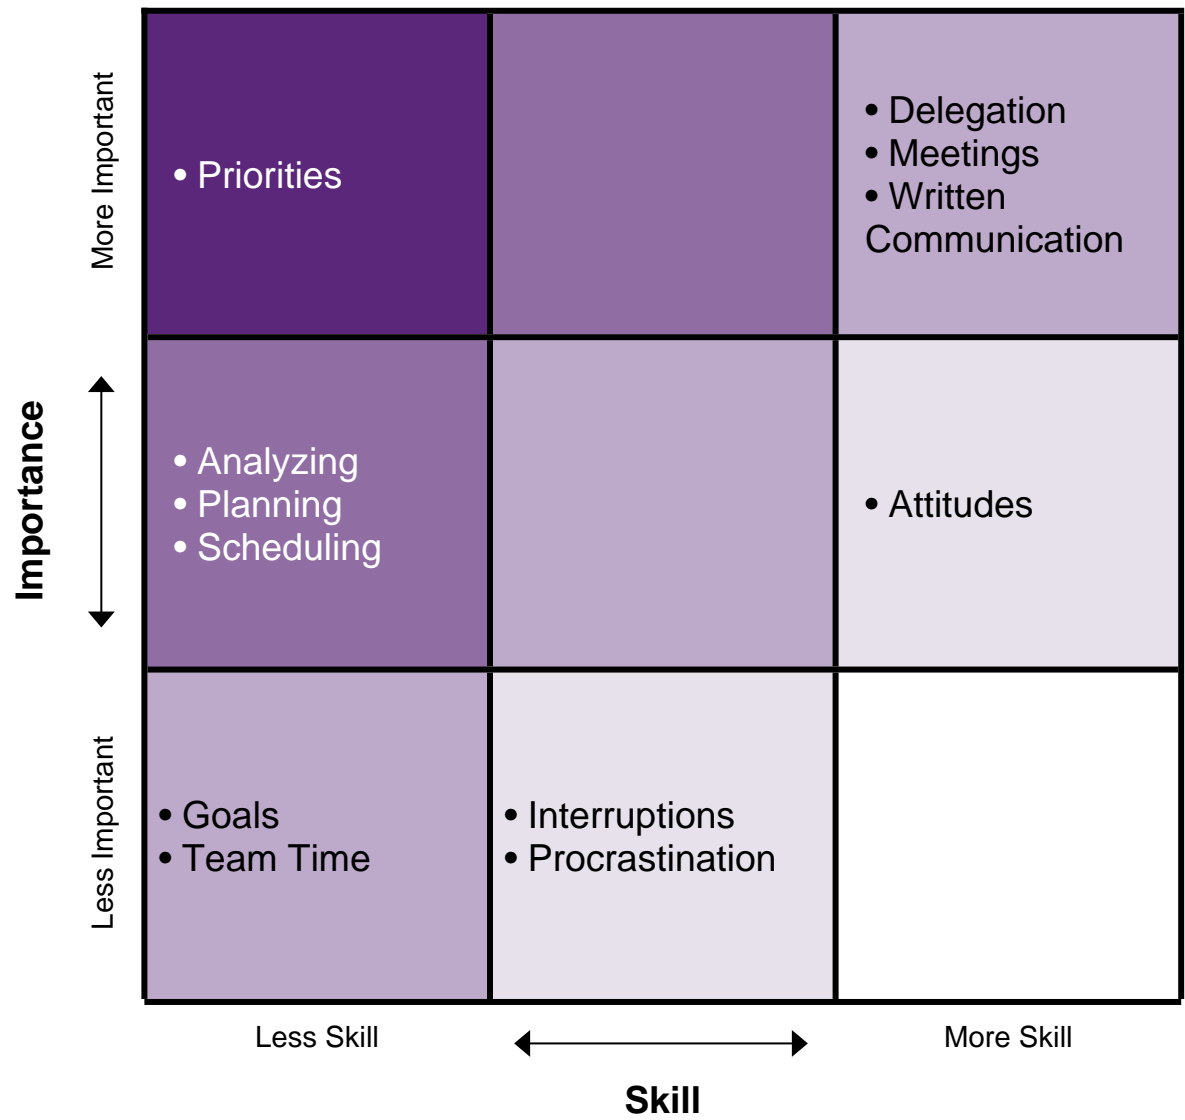 More Important
• Priorities
• Delegation
• Meetings
• Written
Communication
Importance
• Analyzing
• Planning
• Scheduling
• Attitudes
Less Important
• Goals
• Team Time
• Interruptions
• Procrastination
Less Skill
More Skill
Skill